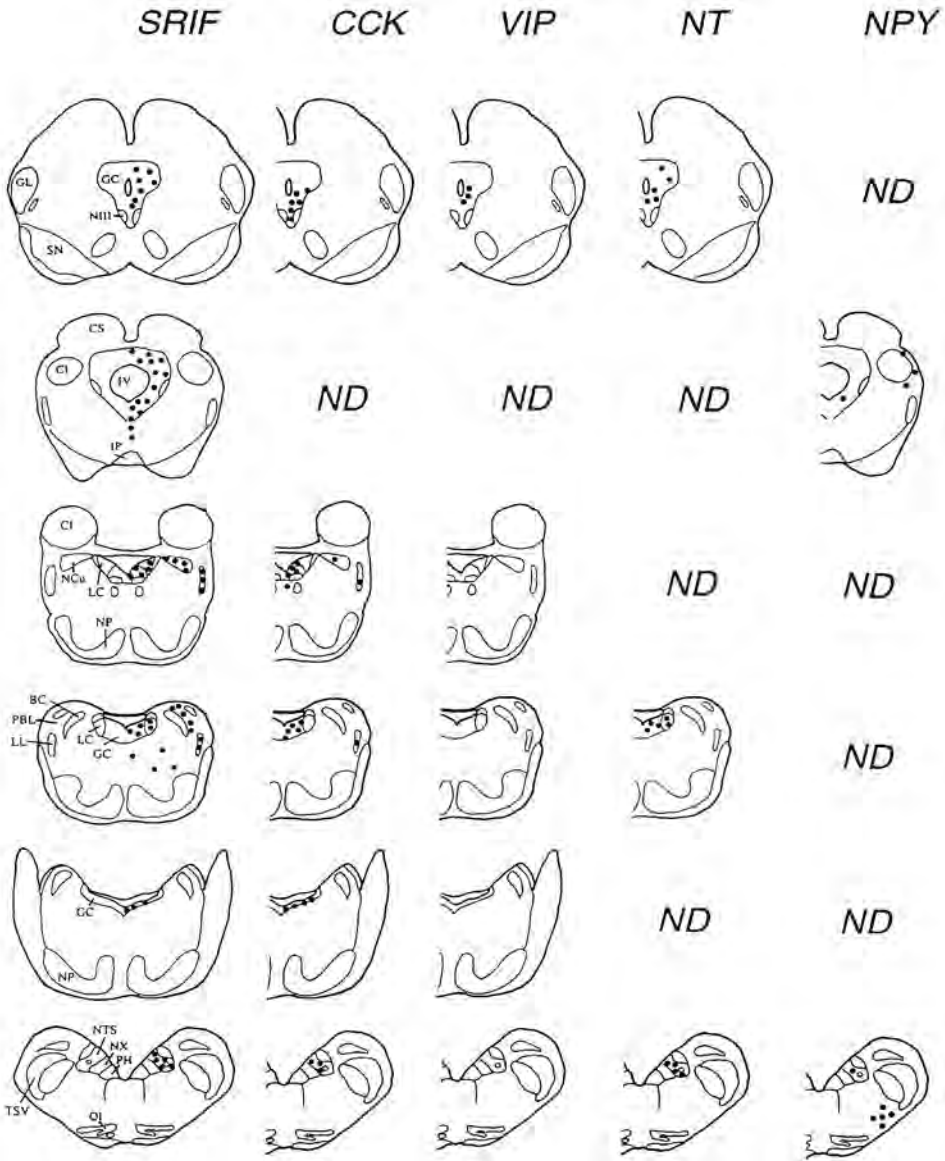 SRIF CCK VIP NT NPY
GL GC
NIII
SN
ND
CS
CI IV
IP
ND ND ND
CI
NCu LC
NP
ND ND
BC
PBL
LL LC
GC
ND
GC
NP
ND ND
NTS
NX
PH
TSV OI